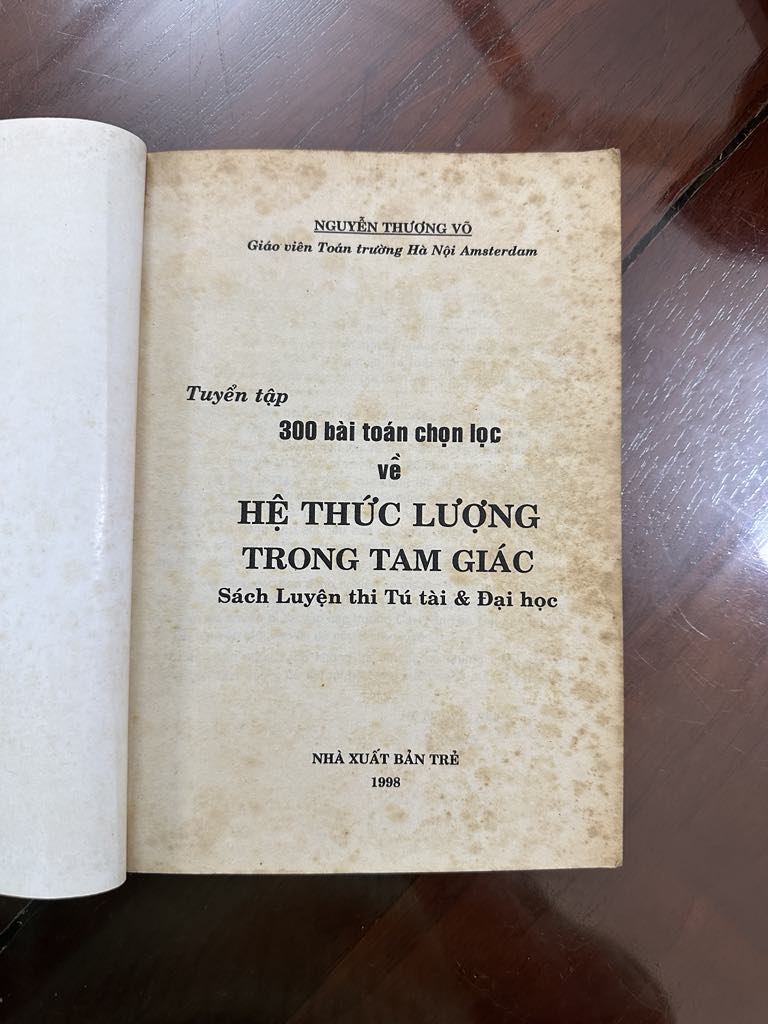 NGUYỄN THƯƠNG VÕ
Giáo viên Toán trường Hà Nội Amsterdam
Tuyển tập
300 bài toán chọn lọc
về
HỆ THỨC LƯỢNG
TRONG TAM GIÁC
Sách Luyện thi Tú tài & Đại học
NHÀ XUẤT BẢN TRẺ
1998